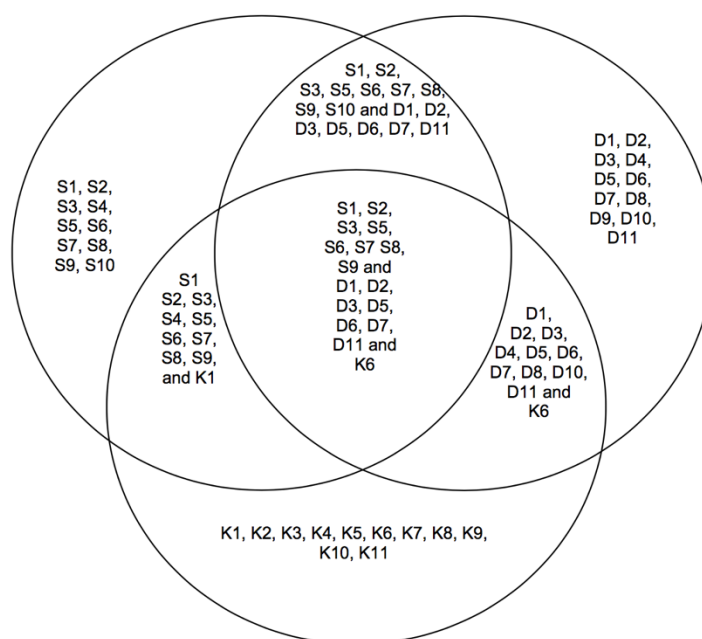 S1, S2,
S3, S5, S6, S7, S8,
S9, S10 and D1, D2,
D3, D5, D6, D7, D11
D1, D2,
D3, D4,
D5, D6,
D7, D8,
D9, D10,
D11
S1, S2,
S3, S4,
S5, S6,
S7, S8,
S9, S10
S1, S2,
S3, S5,
S6, S7 S8,
S9 and
D1, D2,
D3, D5,
D6, D7,
D11 and
K6
S1
S2, S3,
S4, S5,
S6, S7,
S8, S9,
and K1
D1,
D2, D3,
D4, D5, D6,
D7, D8, D10,
D11 and
K6
K1, K2, K3, K4, K5, K6, K7, K8, K9,
K10, K11